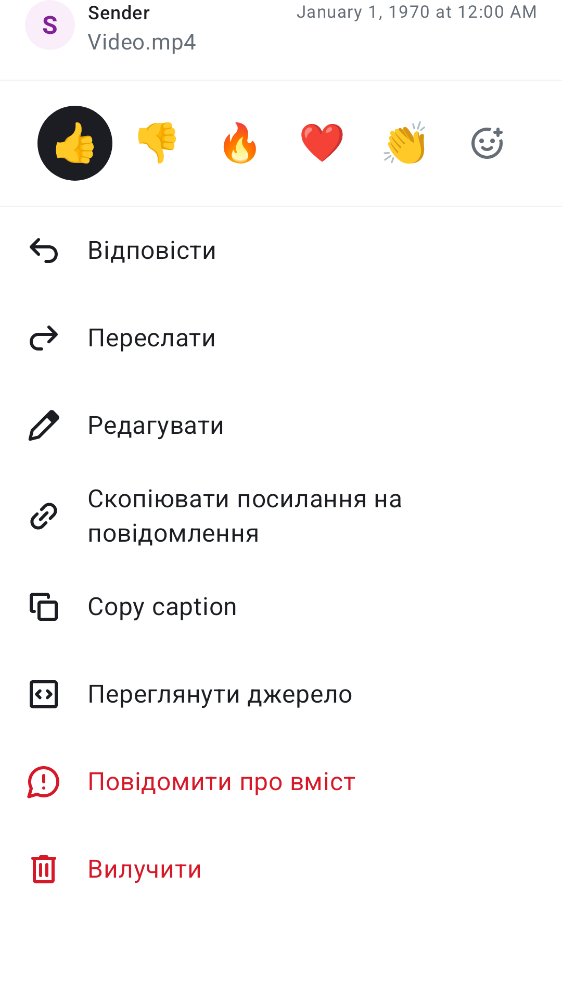 S
Sender
January 1, 1970 at 12:00 AM
Video.mp4
Відповісти
Переслати
Редагувати
Скопіювати посилання на
повідомлення
Copy caption
Переглянути джерело
Повідомити про вміст
Вилучити